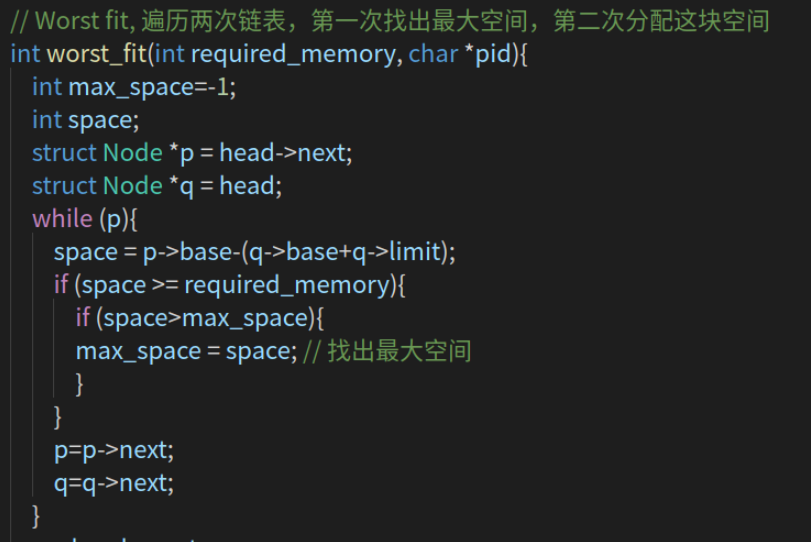 // Worst fit, 遍历两次链表，第一次找出最大空间，第二次分配这块空间
int worst_fit(int required_memory, char *pid){
int max_space=-1;
int space;
struct Node *p = head->next;
struct Node *q = head;
while (p){
space = p->base-(q->base+q->limit);
if (space >= required_memory){
if (space>max_space){
max_space = space; // 找出最大空间
}
}
p=p->next;
q=q->next;
}